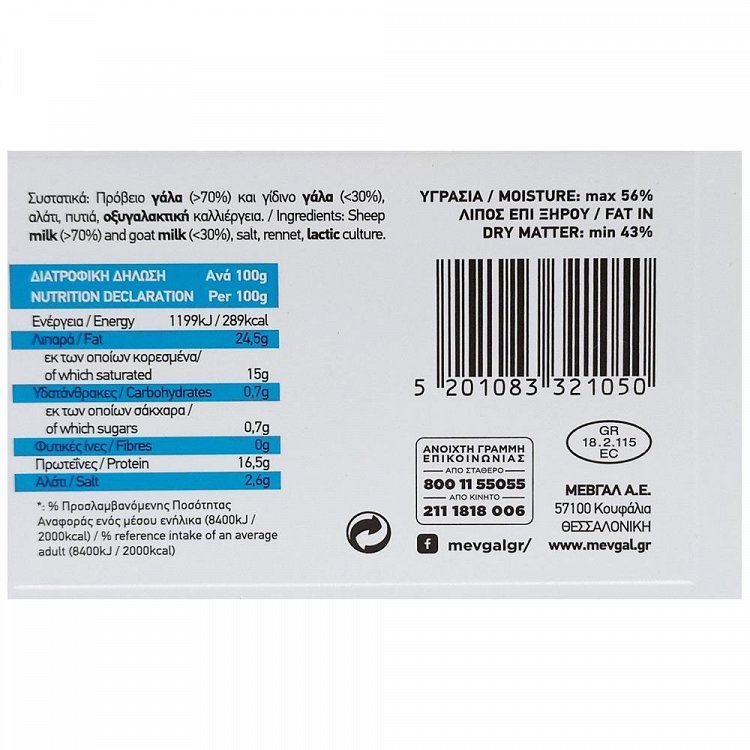 Συστατικά: Πρόβειο γάλα (>70%) και γίδινο γάλα (<30%),
αλάτι, πυτιά, οξυγαλακτική καλλιέργεια. / Ingredients: Sheep
milk (>70%) and goat milk (<30%), salt, rennet, lactic culture.
ΥΓΡΑΣΙΑ / MOISTURE: max 56%
ΛΙΠΟΣ ΕΠΙ ΞΗΡΟΥ / FAT IN
DRY MATTER: min 43%
ΔΙΑΤΡΟΦΙΚΗ ΔΗΛΩΣΗ Ανά 100g
NUTRITION DECLARATION Per 100g
Ενέργεια / Energy 1199kJ / 289kcal
Λιπαρά / Fat 24,5g
εκ των οποίων κορεσμένα/
of which saturated 15g
Υδατάνθρακες / Carbohydrates 0,7g
εκ των οποίων σάκχαρα /
of which sugars 0,7g
Φυτικές ίνες / Fibres 0g
Πρωτεΐνες / Protein 16,5g
Αλάτι / Salt 2,6g
*: % Προσλαμβανόμενης Ποσότητας
Αναφοράς ενός μέσου ενήλικα (8400kJ /
2000kcal) / % reference intake of an average
adult (8400kJ / 2000kcal)
5 201083 321050
ΑΝΟΙΧΤΗ ΓΡΑΜΜΗ
ΕΠΙΚΟΙΝΩΝΙΑΣ
ΑΠΟ ΣΤΑΘΕΡΟ
800 11 55055
ΑΠΟ ΚΙΝΗΤΟ
211 1818 006
f mevgalgr/
GR
18.2.115
EC
ΜΕΒΓΑΛ Α.Ε.
57100 Κουφάλια
ΘΕΣΣΑΛΟΝΙΚΗ
www.mevgal.gr